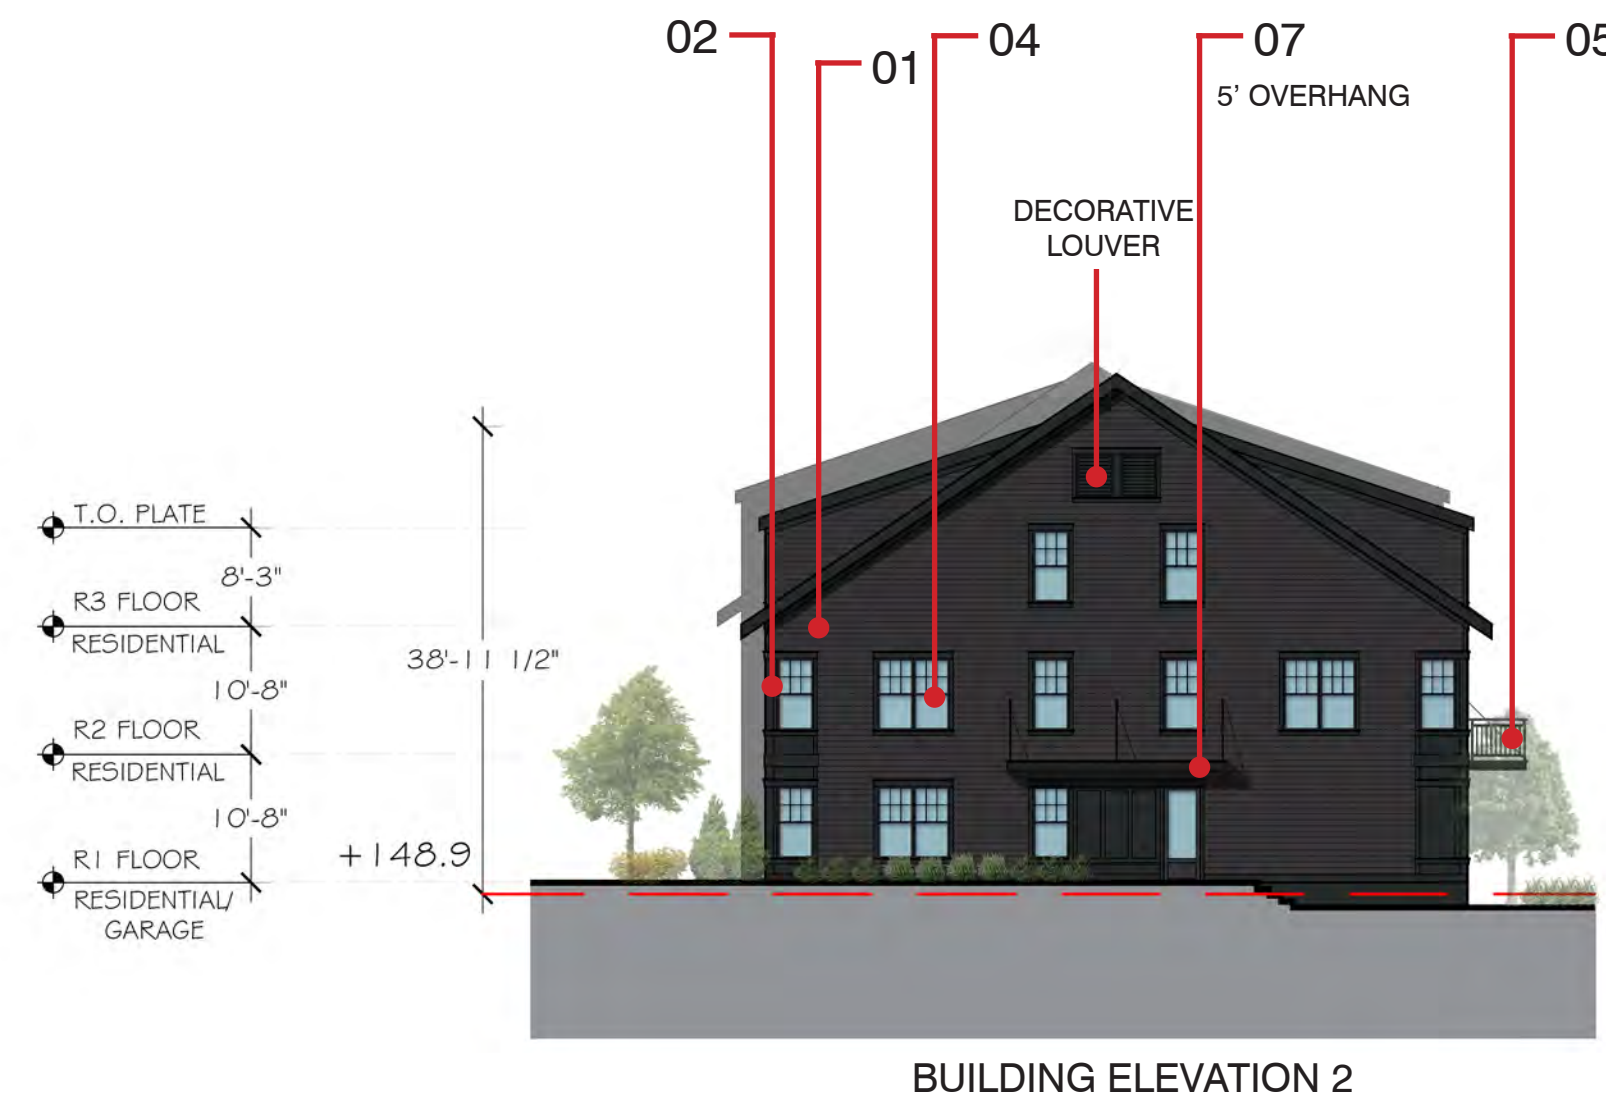 02
01
04
07
05
5’ OVERHANG
DECORATIVE
LOUVER
T.O. PLATE
8'-3"
R3 FLOOR
RESIDENTIAL
38'-11 1/2"
10'-8"
R2 FLOOR
RESIDENTIAL
10'-8"
R1 FLOOR
+148.9
RESIDENTIAL/
GARAGE
BUILDING ELEVATION 2